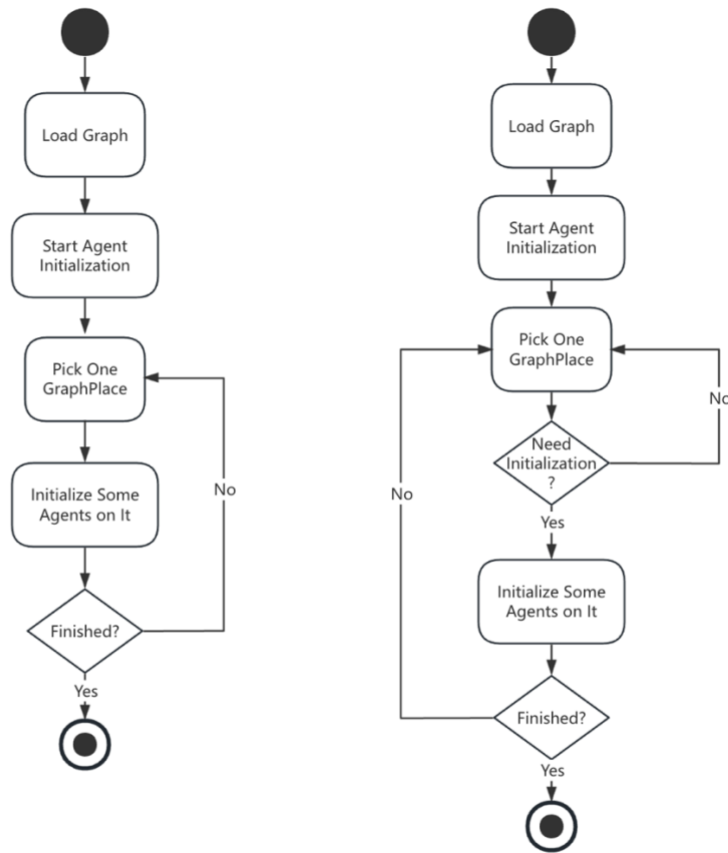 Load Graph
Start Agent
Initialization
Pick One
GraphPlace
Initialize Some
Agents on It
No
Finished?
Yes
Load Graph
Start Agent
Initialization
Pick One
GraphPlace
No
Need
Initialization
?
No
Yes
Initialize Some
Agents on It
Finished?
Yes